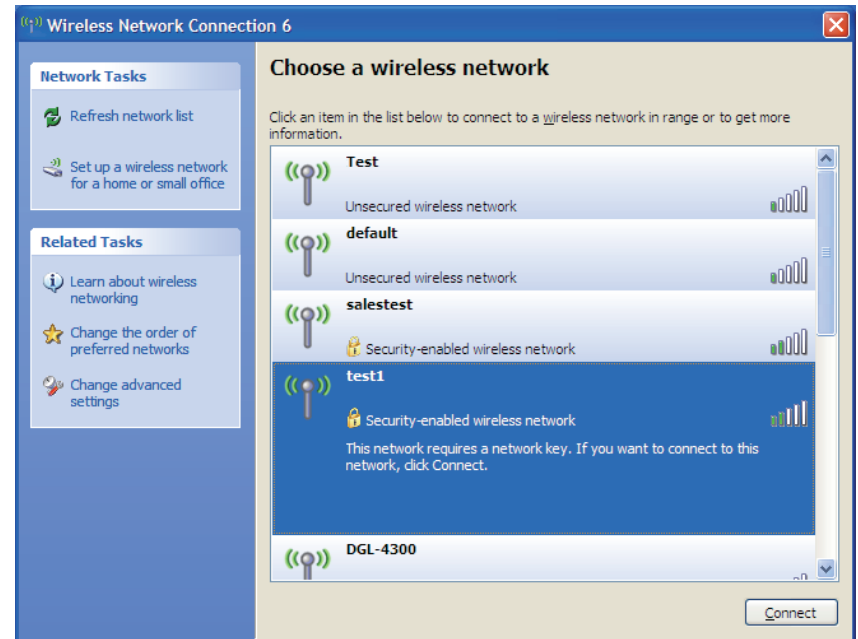 Wireless Network Connection 6
Network Tasks
Refresh network list
Set up a wireless network
for a home or small office
Related Tasks
Learn about wireless
networking
Change the order of
preferred networks
Change advanced
settings
Choose a wireless network
Click an item in the list below to connect to a wireless network in range or to get more
information.
Test
Unsecured wireless network
default
Unsecured wireless network
salestest
Security-enabled wireless network
test1
Security-enabled wireless network
This network requires a network key. If you want to connect to this
network, click Connect.
DGL-4300
Connect